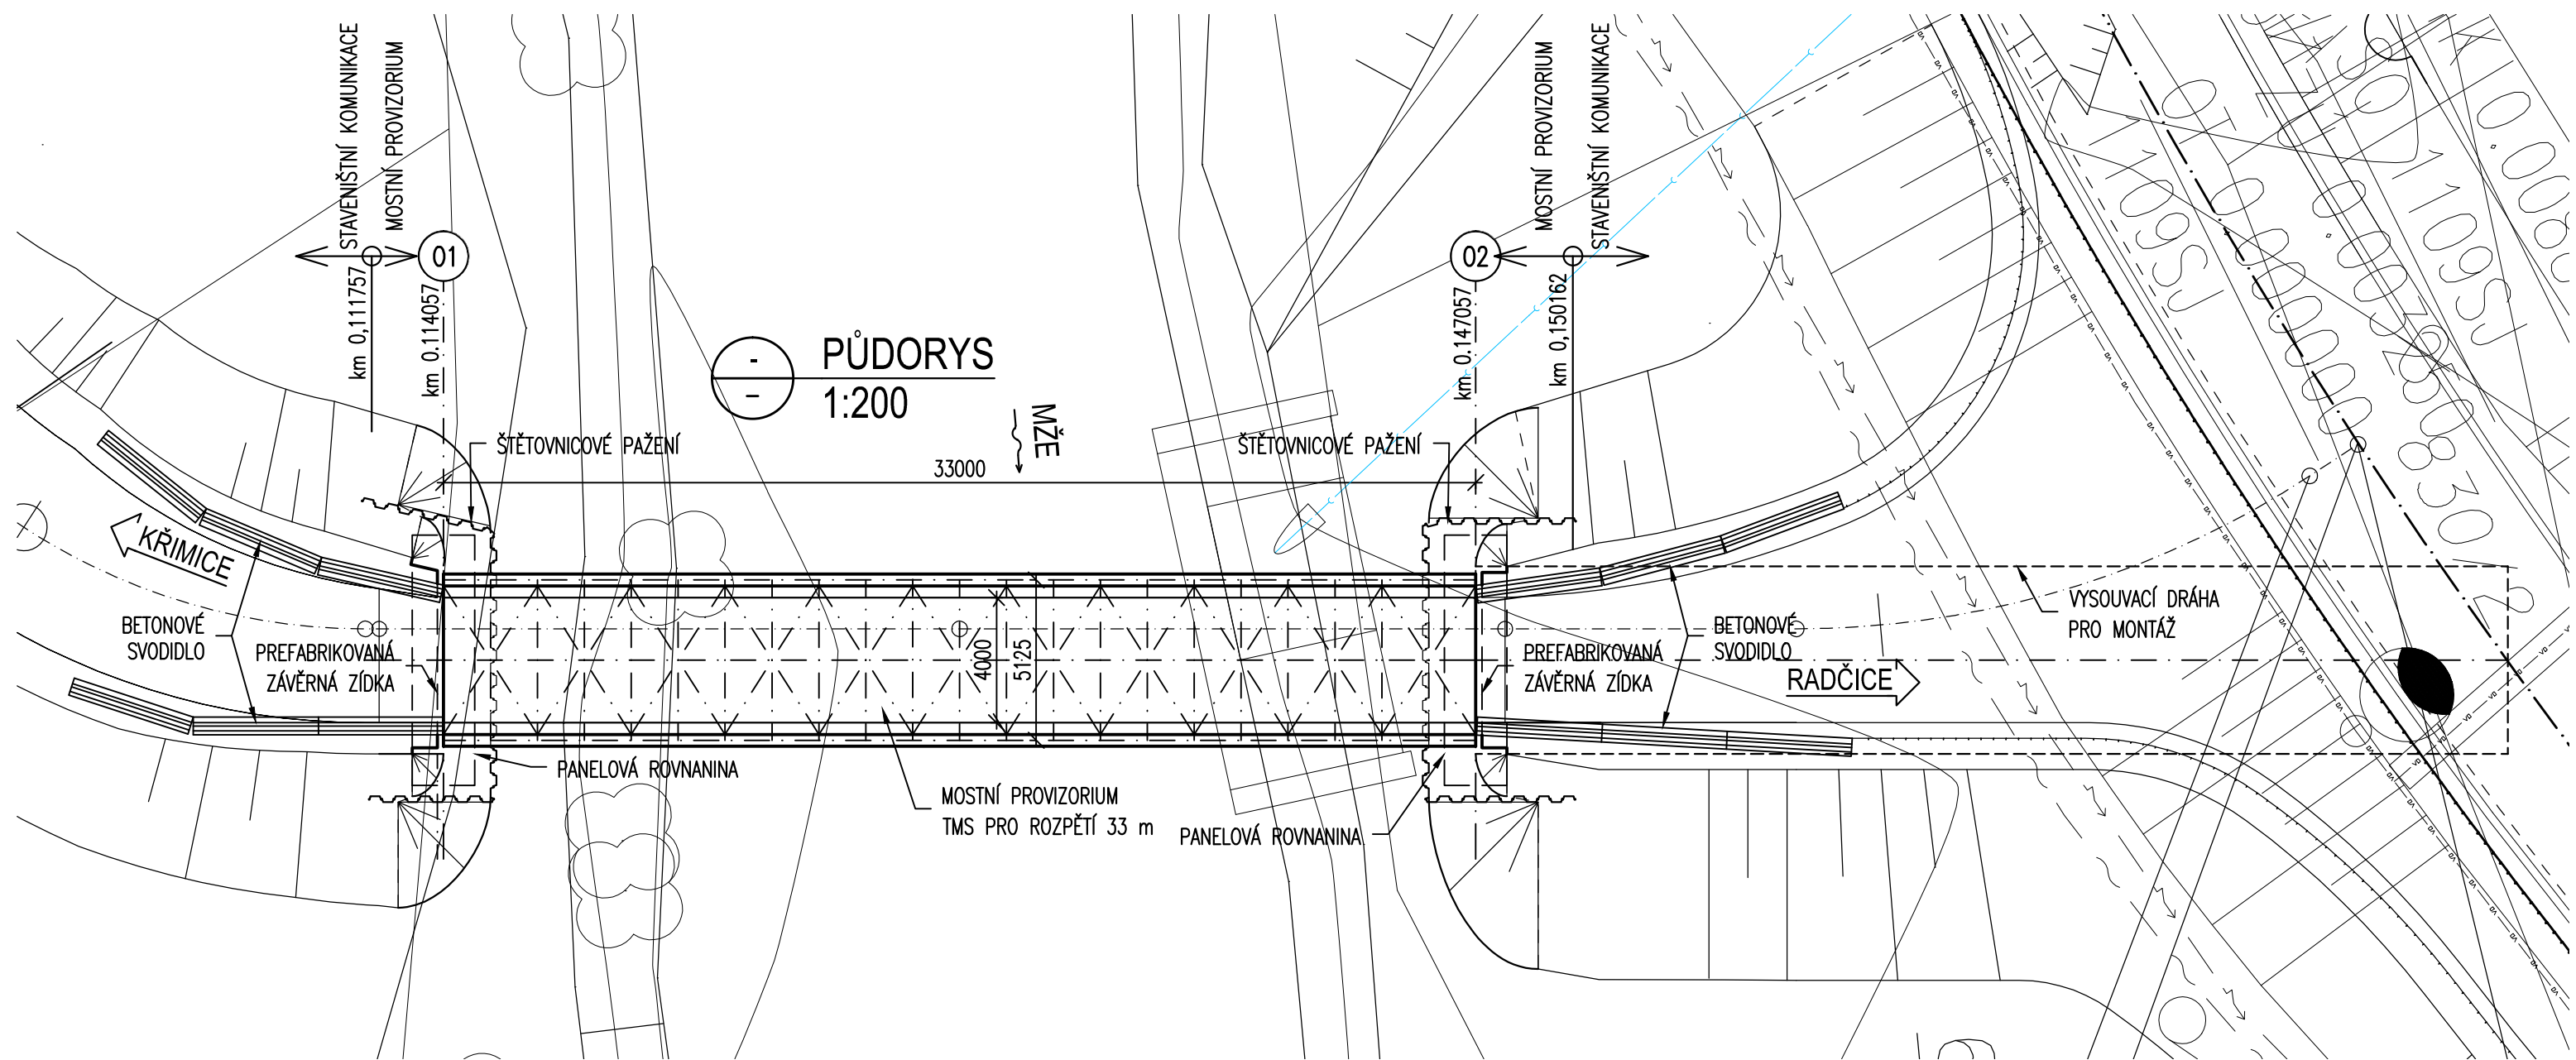 STAVENIŠTNÍ KOMUNIKACE
MOSTNÍ PROVIZORIUM
01
km 0,111757
km 0.114057
MOSTNÍ PROVIZORIUM
STAVENIŠTNÍ KOMUNIKACE
02
km 0.147057
km 0,150162
-
–
PŮDORYS
1:200
MŽE
33000
ŠTĚTOVNICOVÉ PAŽENÍ
ŠTĚTOVNICOVÉ PAŽENÍ
KŘIMICE
BETONOVÉ
SVODIDLO
PREFABRIKOVANÁ
ZÁVĚRNÁ ZÍDKA
4000
5125
PREFABRIKOVANÁ
ZÁVĚRNÁ ZÍDKA
BETONOVÉ
SVODIDLO
RADČICE
VYSOUVACÍ DRÁHA
PRO MONTÁŽ
PANELOVÁ ROVNANINA
MOSTNÍ PROVIZORIUM
TMS PRO ROZPĚTÍ 33 m
PANELOVÁ ROVNANINA